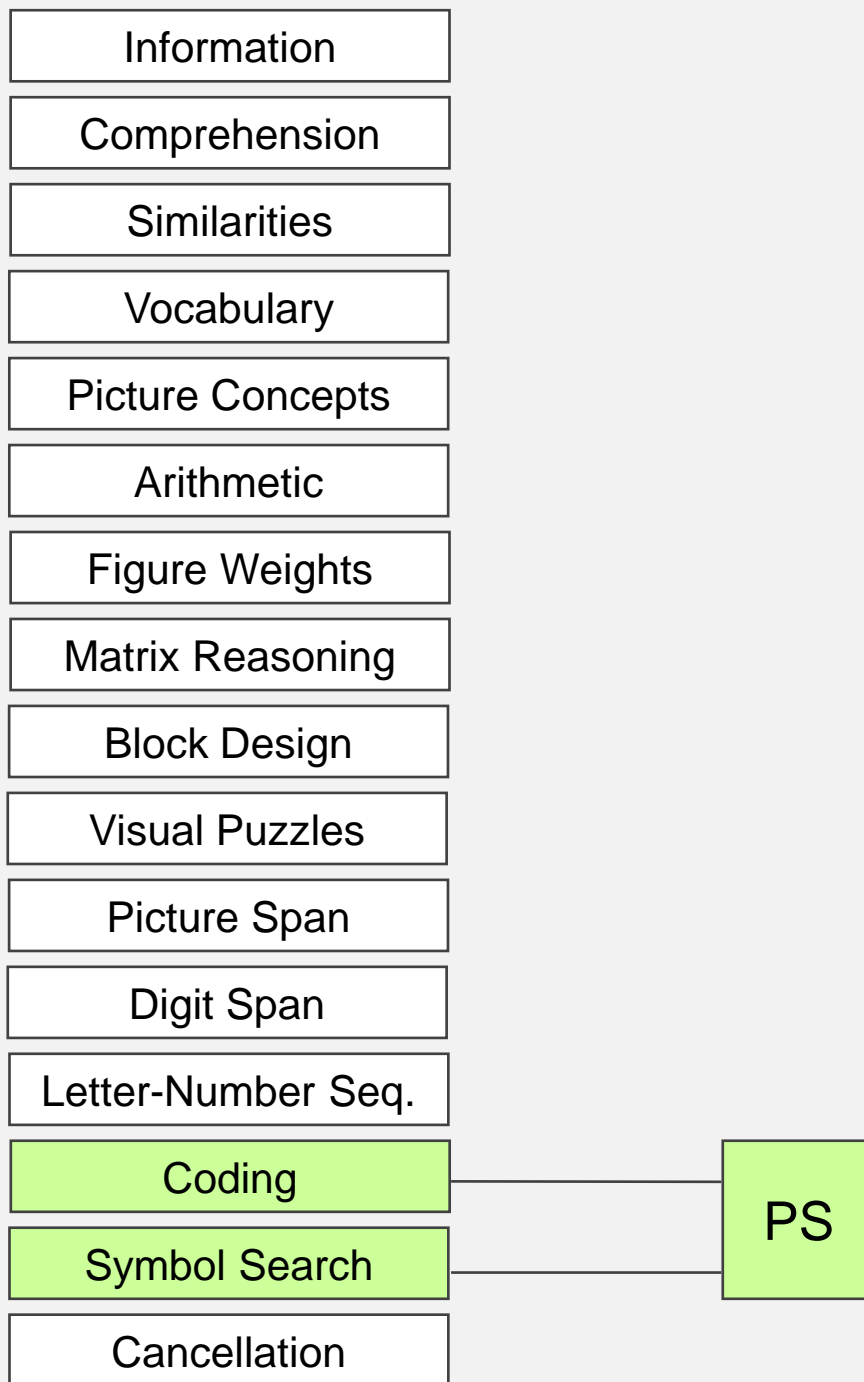 Information
Comprehension
Similarities
Vocabulary
Picture Concepts
Arithmetic
Figure Weights
Matrix Reasoning
Block Design
Visual Puzzles
Picture Span
Digit Span
Letter-Number Seq.
Coding
PS
Symbol Search
Cancellation